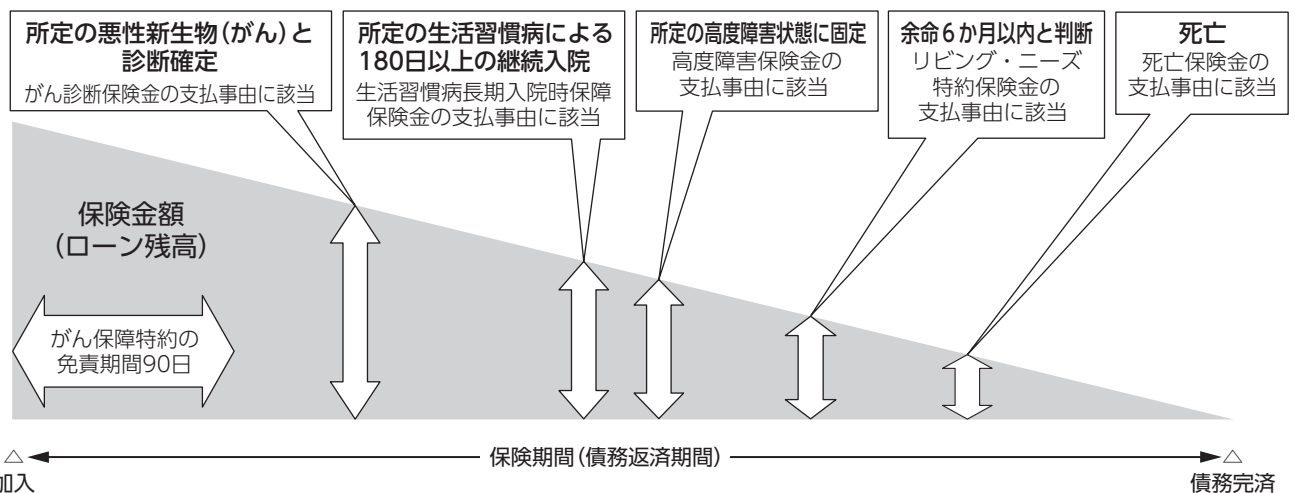 所定の悪性新生物(がん)と
診断確定
がん診断保険金の支払事由に該当
所定の生活習慣病による
180日以上の継続入院
生活習慣病長期入院時保障
保険金の支払事由に該当
所定の高度障害状態に固定
高度障害保険金の
支払事由に該当
余命6か月以内と判断
リビング・ニーズ
特約保険金の
支払事由に該当
死亡
死亡保険金の
支払事由に該当
保険金額
(ローン残高)
がん保障特約の
免責期間90日
保険期間(債務返済期間)
加入
債務完済